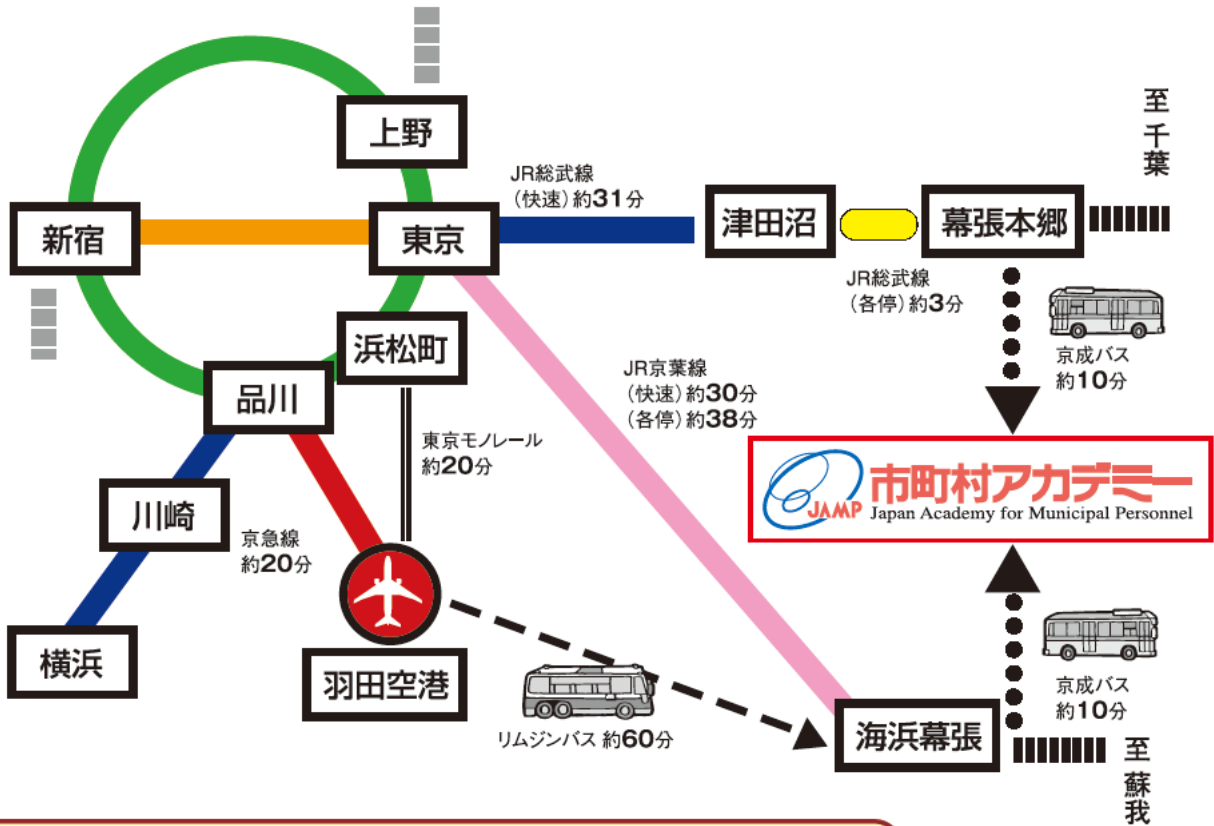 上野
至千葉
JR総武線
（快速）約31分
新宿
東京
津田沼
幕張本郷
JR総武線
（各停）約3分
浜松町
京成バス
約10分
JR京葉線
（快速）約30分
（各停）約38分
品川
東京モノレール
約20分
JAMP
市町村アカデミー
Japan Academy for Municipal Personnel
川崎
京急線
約20分
横浜
羽田空港
リムジンバス 約60分
京成バス
約10分
海浜幕張
至蘇我